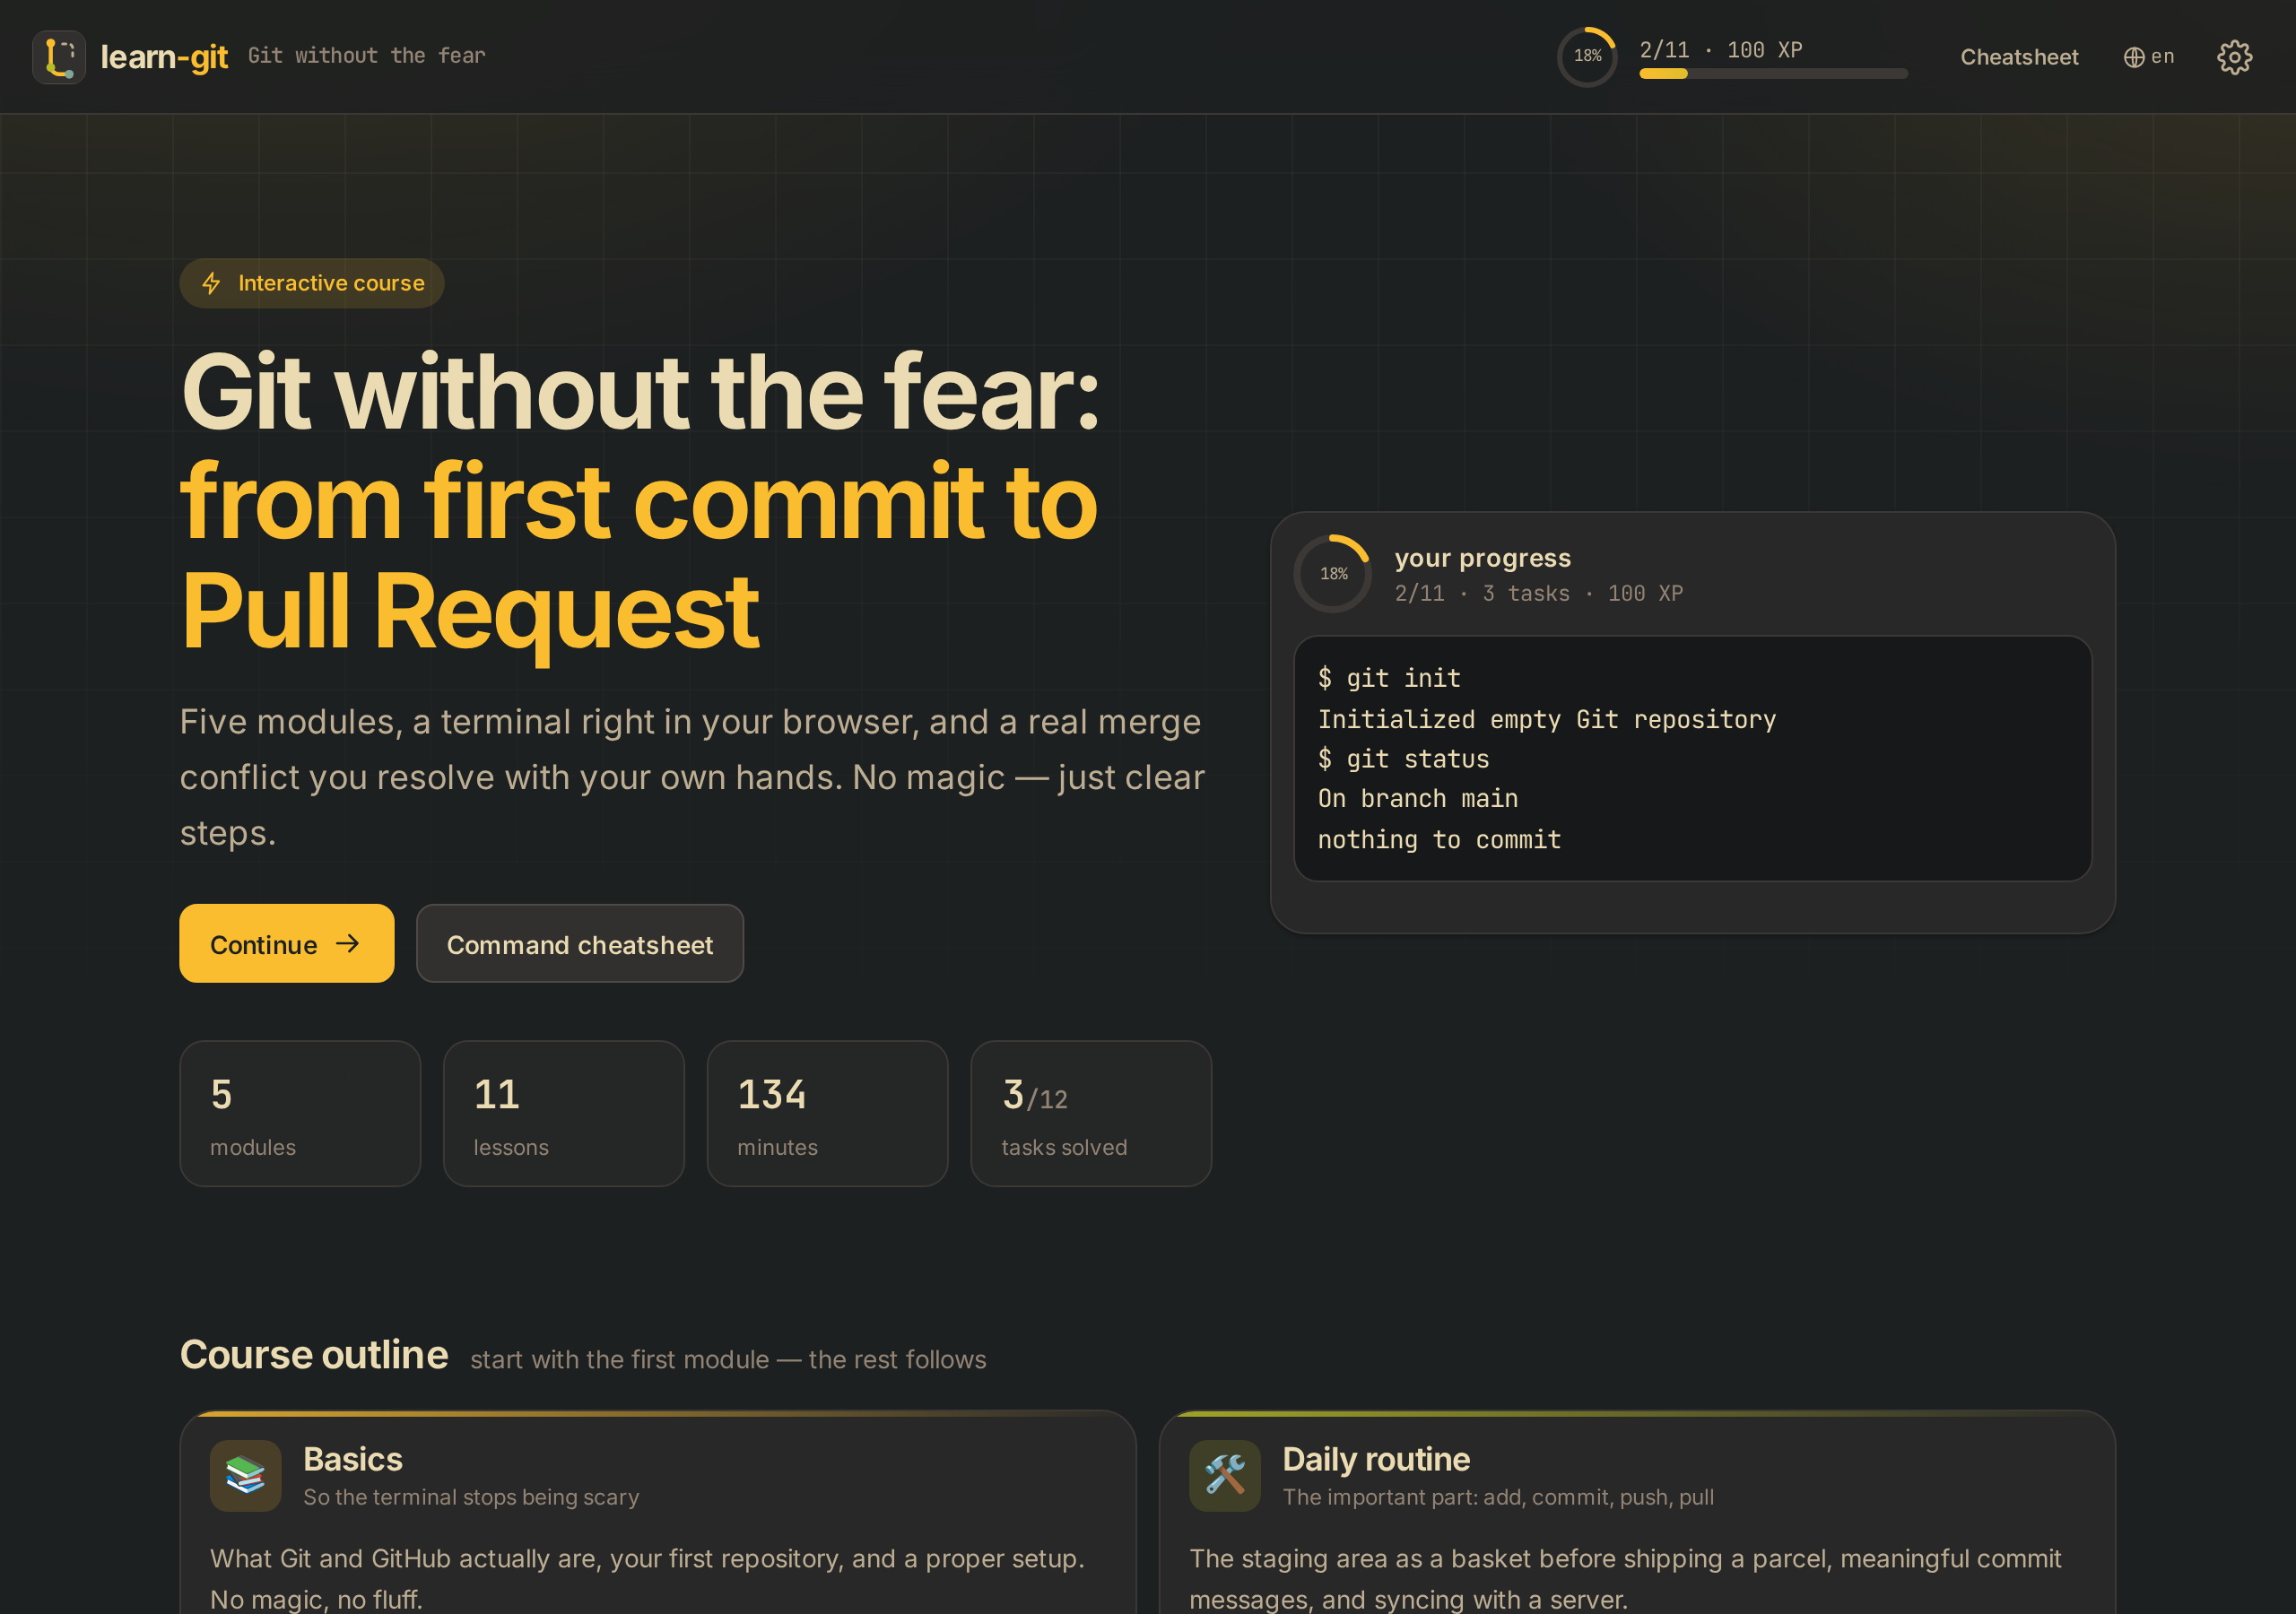 learn-git Git without the fear
18% 2/11 · 100 XP Cheatsheet en
Interactive course
Git without the fear:
from first commit to
Pull Request
Five modules, a terminal right in your browser, and a real merge
conflict you resolve with your own hands. No magic — just clear
steps.
Continue →
Command cheatsheet
18%
your progress
2/11 · 3 tasks · 100 XP
$ git init
Initialized empty Git repository
$ git status
On branch main
nothing to commit
5
modules
11
lessons
134
minutes
3/12
tasks solved
Course outline start with the first module — the rest follows
Basics
So the terminal stops being scary
What Git and GitHub actually are, your first repository, and a proper setup.
No magic, no fluff.
Daily routine
The important part: add, commit, push, pull
The staging area as a basket before shipping a parcel, meaningful commit
messages, and syncing with a server.